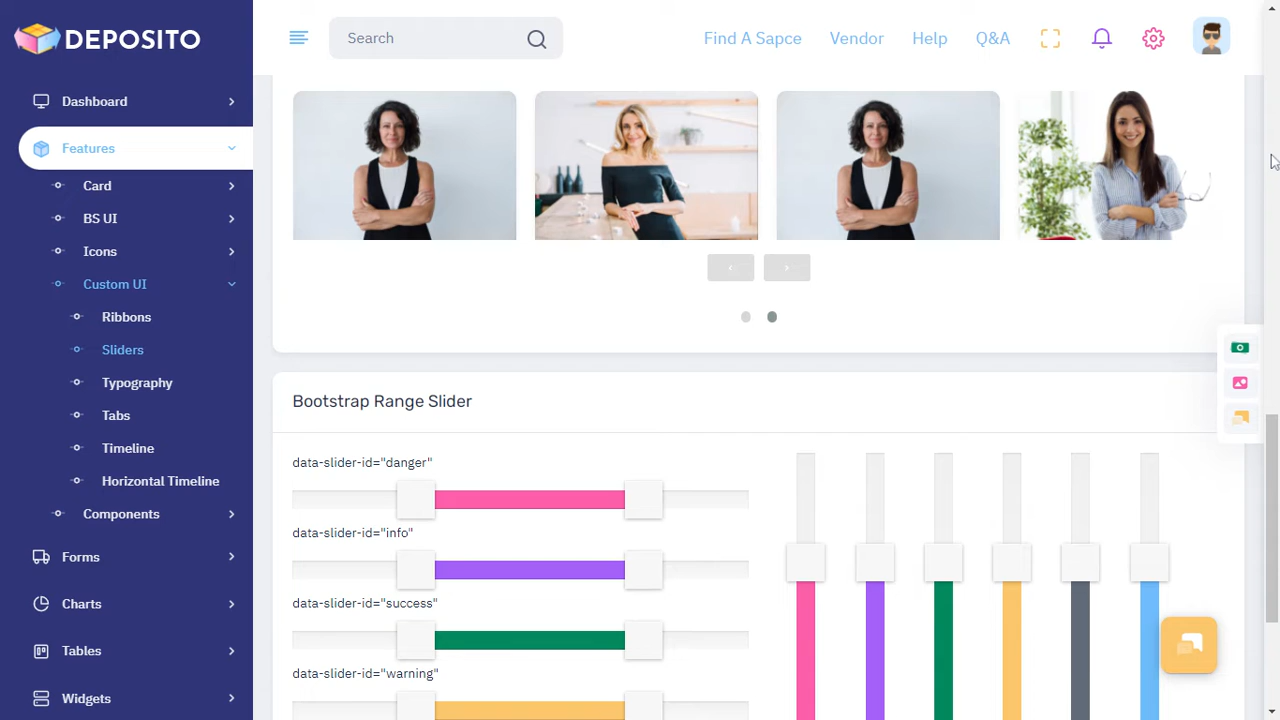 DEPOSITO
Search
Find A Sapce
Vendor
Help
Q&A
Dashboard
Features
Card
BS UI
Icons
Custom UI
Ribbons
Sliders
Typography
Tabs
Timeline
Horizontal Timeline
Components
Forms
Charts
Tables
Widgets
Bootstrap Range Slider
data-slider-id="danger"
data-slider-id="info"
data-slider-id="success"
data-slider-id="warning"